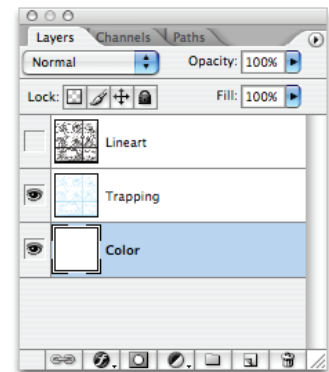 Layers Channels Paths
Normal Opacity: 100%
Lock: Fill: 100%
Lineart
Trapping
Color